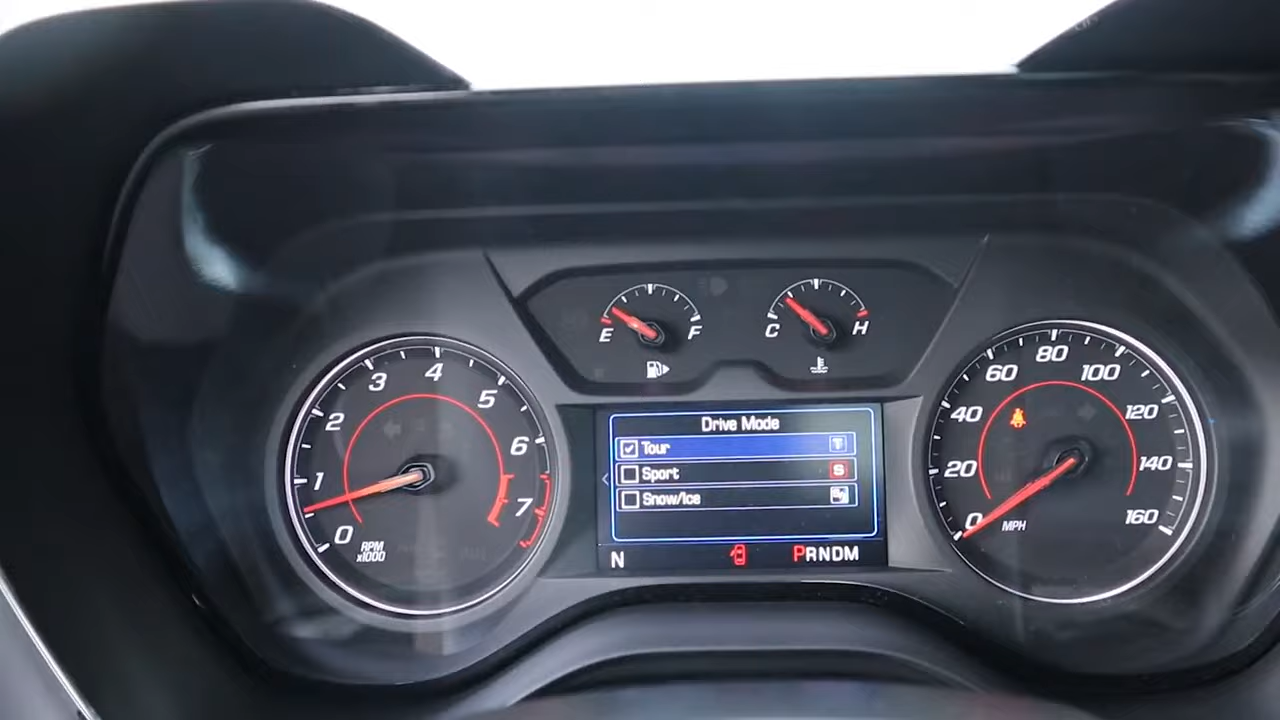 E F
C H
0 1 2 3 4 5 6 7
RPM
x1000
Drive Mode
Tour T
Sport S
Snow/Ice
N PRNDM
0 20 40 60 80 100 120 140 160
MPH